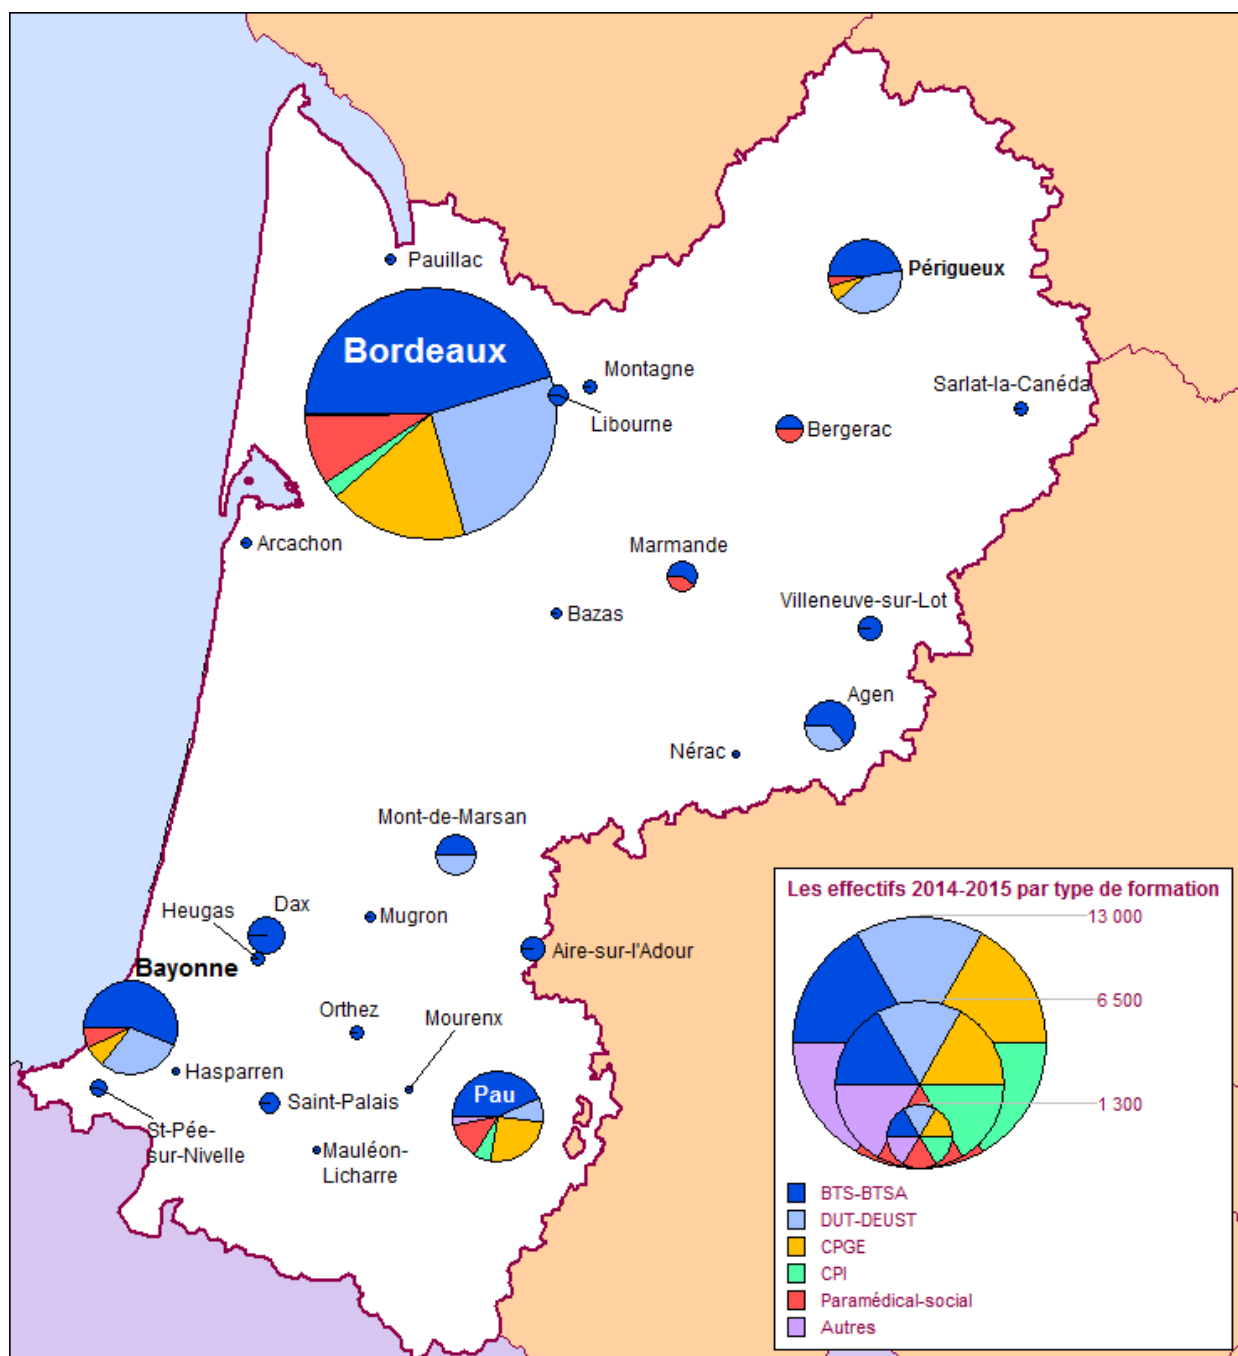 Pauillac
Périgueux
Bordeaux
Montagne
Sarlat-la-Canéda
Libourne
Bergerac
Arcachon
Marmande
Bazas
Villeneuve-sur-Lot
Agen
Nérac
Mont-de-Marsan
Heugas
Dax
Mugron
Aire-sur-l'Adour
Bayonne
Orthez
Mourenx
Hasparren
Pau
Saint-Palais
St-Pée-
sur-Nivelle
Mauléon-
Licharre
Les effectifs 2014-2015 par type de formation
13 000
6 500
1 300
BTS-BTSA
DUT-DEUST
CPGE
CPI
Paramédical-social
Autres